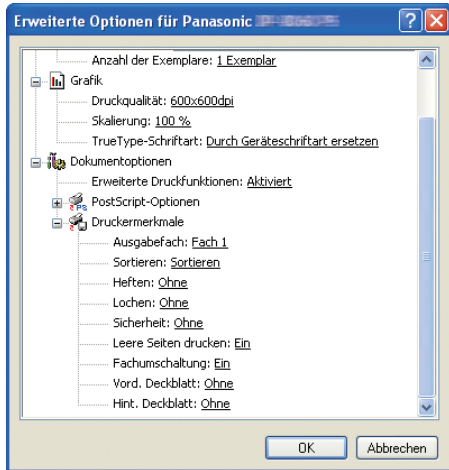 Erweiterte Optionen für Panasonic
Anzahl der Exemplare: 1 Exemplar
Grafik
Druckqualität: 600x600dpi
Skalierung: 100 %
TrueType-Schriftart: Durch Geräteschriftart ersetzen
Dokumentoptionen
Erweiterte Druckfunktionen: Aktiviert
PostScript-Optionen
Druckermerkmale
Ausgabefach: Fach 1
Sortieren: Sortieren
Heften: Ohne
Lochen: Ohne
Sicherheit: Ohne
Leere Seiten drucken: Ein
Fachumschaltung: Ein
Vord. Deckblatt: Ohne
Hint. Deckblatt: Ohne
OK Abbrechen